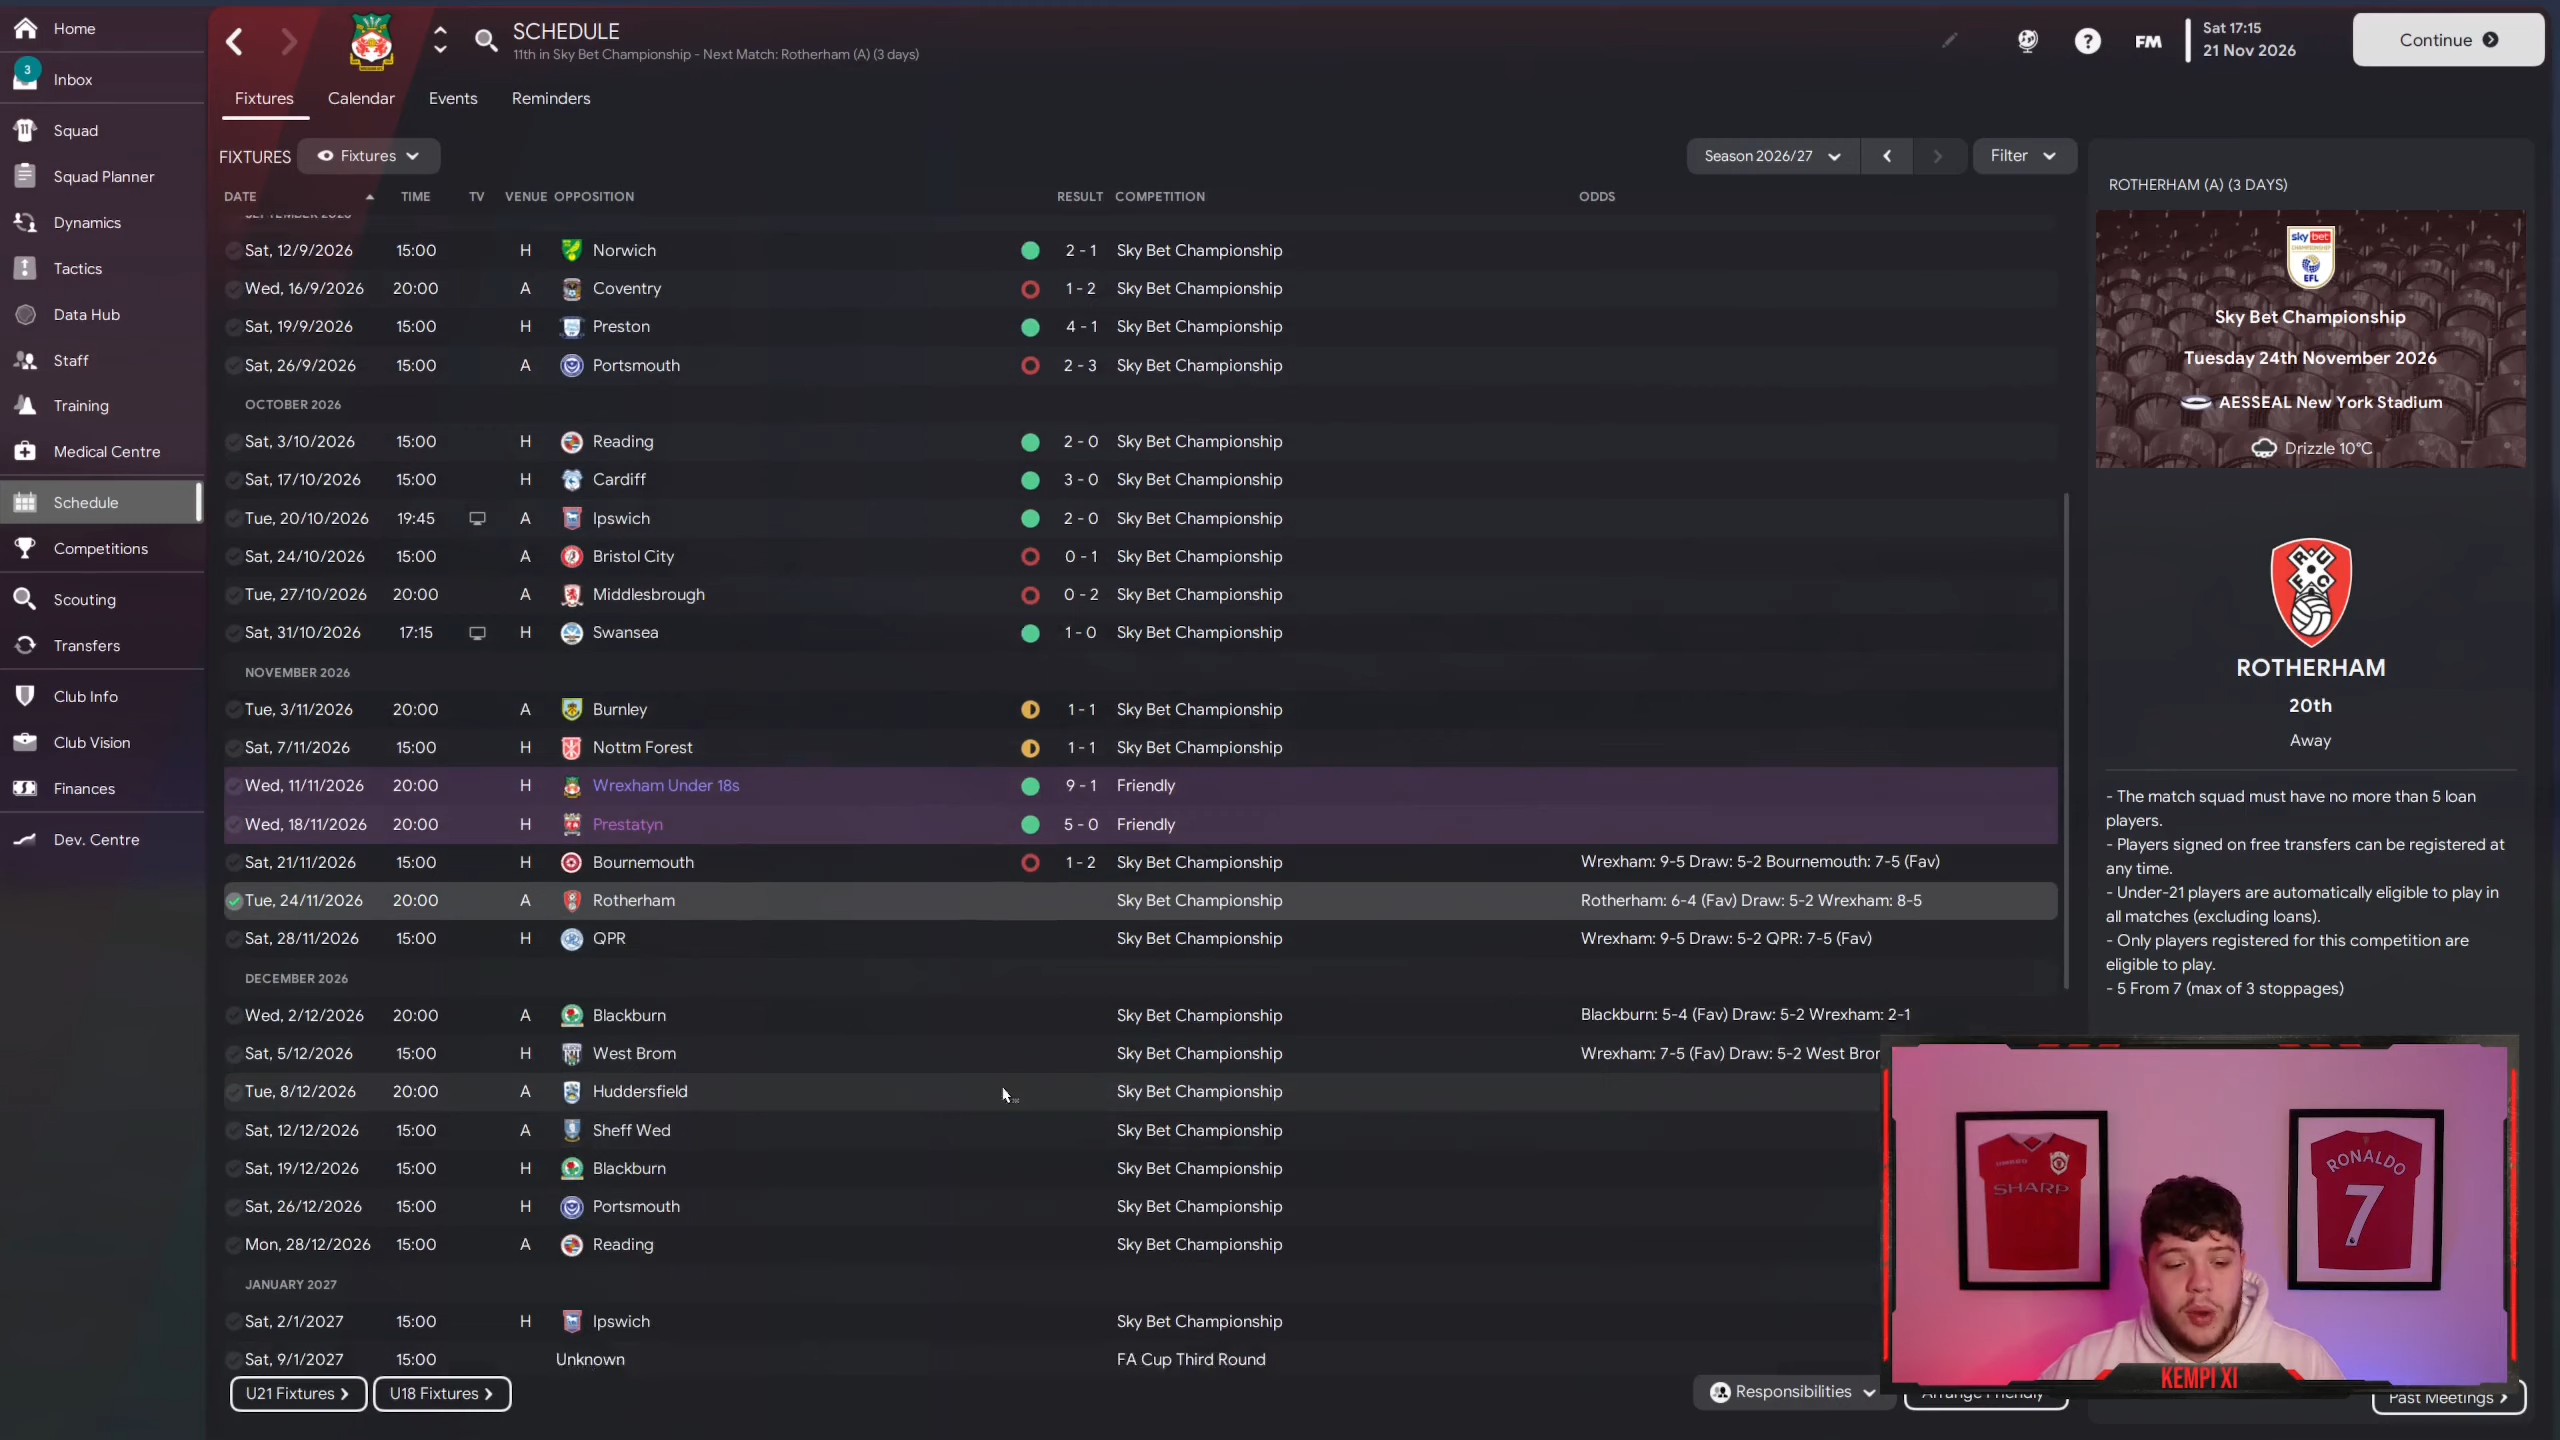 Home
3
Inbox
Squad
Squad Planner
Dynamics
Tactics
Data Hub
Staff
Training
Medical Centre
Schedule
Competitions
Scouting
Transfers
Club Info
Club Vision
Finances
Dev. Centre
SCHEDULE
11th in Sky Bet Championship - Next Match: Rotherham (A) (3 days)
FM
Sat 17:15
21 Nov 2026
Continue
Fixtures Calendar Events Reminders
FIXTURES Fixtures
Season 2026/27 Filter
DATE TIME TV VENUE OPPOSITION RESULT COMPETITION ODDS
Sat, 12/9/2026 15:00 H Norwich 2 - 1 Sky Bet Championship
Wed, 16/9/2026 20:00 A Coventry 1 - 2 Sky Bet Championship
Sat, 19/9/2026 15:00 H Preston 4 - 1 Sky Bet Championship
Sat, 26/9/2026 15:00 A Portsmouth 2 - 3 Sky Bet Championship
OCTOBER 2026
Sat, 3/10/2026 15:00 H Reading 2 - 0 Sky Bet Championship
Sat, 17/10/2026 15:00 H Cardiff 3 - 0 Sky Bet Championship
Tue, 20/10/2026 19:45 A Ipswich 2 - 0 Sky Bet Championship
Sat, 24/10/2026 15:00 A Bristol City 0 - 1 Sky Bet Championship
Tue, 27/10/2026 20:00 A Middlesbrough 0 - 2 Sky Bet Championship
Sat, 31/10/2026 17:15 H Swansea 1 - 0 Sky Bet Championship
NOVEMBER 2026
Tue, 3/11/2026 20:00 A Burnley 1 - 1 Sky Bet Championship
Sat, 7/11/2026 15:00 H Nottm Forest 1 - 1 Sky Bet Championship
Wed, 11/11/2026 20:00 H Wrexham Under 18s 9 - 1 Friendly
Wed, 18/11/2026 20:00 H Prestatyn 5 - 0 Friendly
Sat, 21/11/2026 15:00 H Bournemouth 1 - 2 Sky Bet Championship Wrexham: 9-5 Draw: 5-2 Bournemouth: 7-5 (Fav)
Tue, 24/11/2026 20:00 A Rotherham Sky Bet Championship Rotherham: 6-4 (Fav) Draw: 5-2 Wrexham: 8-5
Sat, 28/11/2026 15:00 H QPR Sky Bet Championship Wrexham: 9-5 Draw: 5-2 QPR: 7-5 (Fav)
DECEMBER 2026
Wed, 2/12/2026 20:00 A Blackburn Sky Bet Championship Blackburn: 5-4 (Fav) Draw: 5-2 Wrexham: 2-1
Sat, 5/12/2026 15:00 H West Brom Sky Bet Championship Wrexham: 7-5 (Fav) Draw: 5-2 West Bro
Tue, 8/12/2026 20:00 A Huddersfield Sky Bet Championship
Sat, 12/12/2026 15:00 A Sheff Wed Sky Bet Championship
Sat, 19/12/2026 15:00 H Blackburn Sky Bet Championship
Sat, 26/12/2026 15:00 H Portsmouth Sky Bet Championship
Mon, 28/12/2026 15:00 A Reading Sky Bet Championship
JANUARY 2027
Sat, 2/1/2027 15:00 H Ipswich Sky Bet Championship
Sat, 9/1/2027 15:00 Unknown FA Cup Third Round
U21 Fixtures U18 Fixtures
Responsibilities Arrange Friendly Past Meetings
ROTHERHAM (A) (3 DAYS)
sky bet
CHAMPIONSHIP
EFL
Sky Bet Championship
Tuesday 24th November 2026
AESSEAL New York Stadium
Drizzle 10°C
ROTHERHAM
20th
Away
- The match squad must have no more than 5 loan
players.
- Players signed on free transfers can be registered at
any time.
- Under-21 players are automatically eligible to play in
all matches (excluding loans).
- Only players registered for this competition are
eligible to play.
- 5 From 7 (max of 3 stoppages)
UMBRO
SHARP
RONALDO
7
KEMPI XI